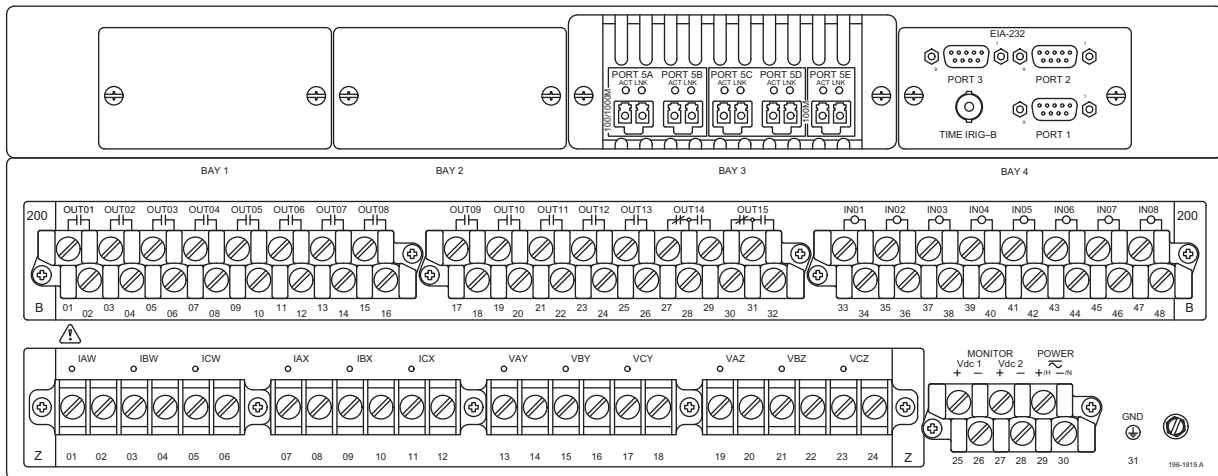 EIA-232
PORT 5A PORT 5B PORT 5C PORT 5D PORT 5E
ACT LNK ACT LNK ACT LNK ACT LNK ACT LNK
1 1
9 9
PORT 3 PORT 2
100/1000M 100M
1
9
TIME IRIG–B PORT 1
BAY 1 BAY 2 BAY 3 BAY 4
200 OUT01 OUT02 OUT03 OUT04 OUT05 OUT06 OUT07 OUT08 OUT09 OUT10 OUT11 OUT12 OUT13 OUT14 OUT15 IN01 IN02 IN03 IN04 IN05 IN06 IN07 IN08 200
B 01 02 03 04 05 06 07 08 09 10 11 12 13 14 15 16 17 18 19 20 21 22 23 24 25 26 27 28 29 30 31 32 33 34 35 36 37 38 39 40 41 42 43 44 45 46 47 48 B
!
IAW IBW ICW IAX IBX ICX VAY VBY VCY VAZ VBZ VCZ
MONITOR POWER
Vdc 1 Vdc 2
+ – + – +/H –/N
GND
Z 01 02 03 04 05 06 07 08 09 10 11 12 13 14 15 16 17 18 19 20 21 22 23 24 Z
25 26 27 28 29 30 31
196-1919.A